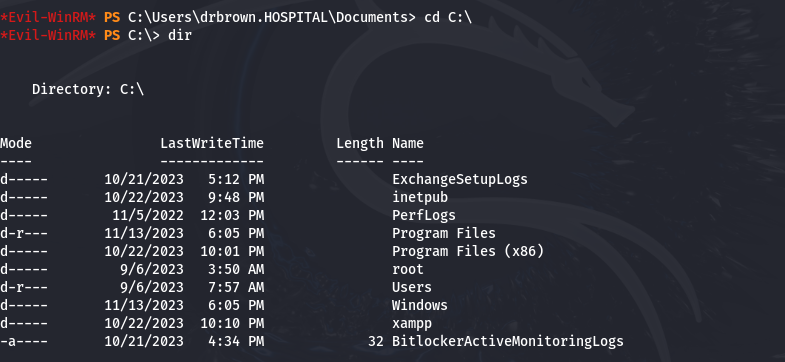 *Evil-WinRM* PS C:\Users\drbrown.HOSPITAL\Documents> cd C:\
*Evil-WinRM* PS C:\> dir
Directory: C:\
Mode LastWriteTime Length Name
---- ------------- ------ ----
d----- 10/21/2023 5:12 PM ExchangeSetupLogs
d----- 10/22/2023 9:48 PM inetpub
d----- 11/5/2022 12:03 PM PerfLogs
d-r--- 11/13/2023 6:05 PM Program Files
d----- 10/22/2023 10:01 PM Program Files (x86)
d----- 9/6/2023 3:50 AM root
d-r--- 9/6/2023 7:57 AM Users
d----- 11/13/2023 6:05 PM Windows
d----- 10/22/2023 10:10 PM xampp
-a---- 10/21/2023 4:34 PM 32 BitlockerActiveMonitoringLogs